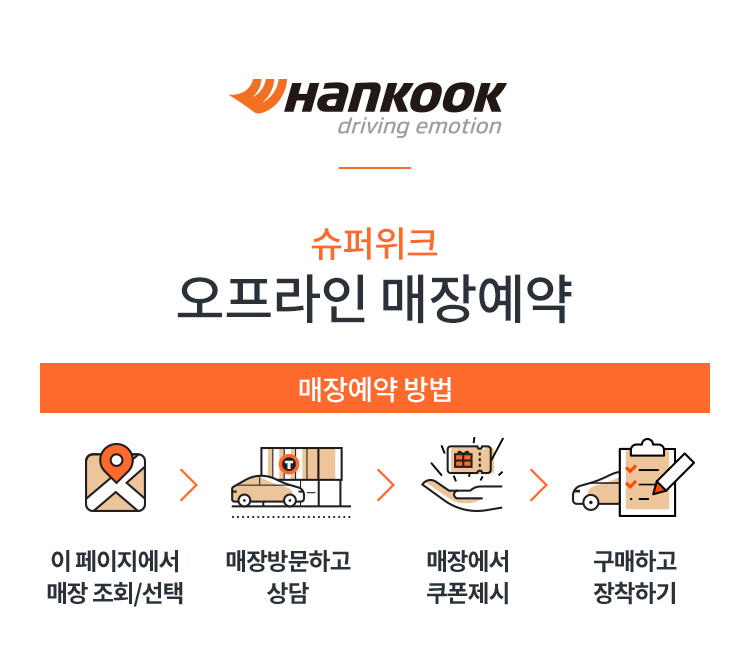 HANKOOK
driving emotion
슈퍼위크
오프라인 매장예약
매장예약 방법
T
이 페이지에서
매장 조회/선택
매장방문하고
상담
매장에서
쿠폰제시
구매하고
장착하기